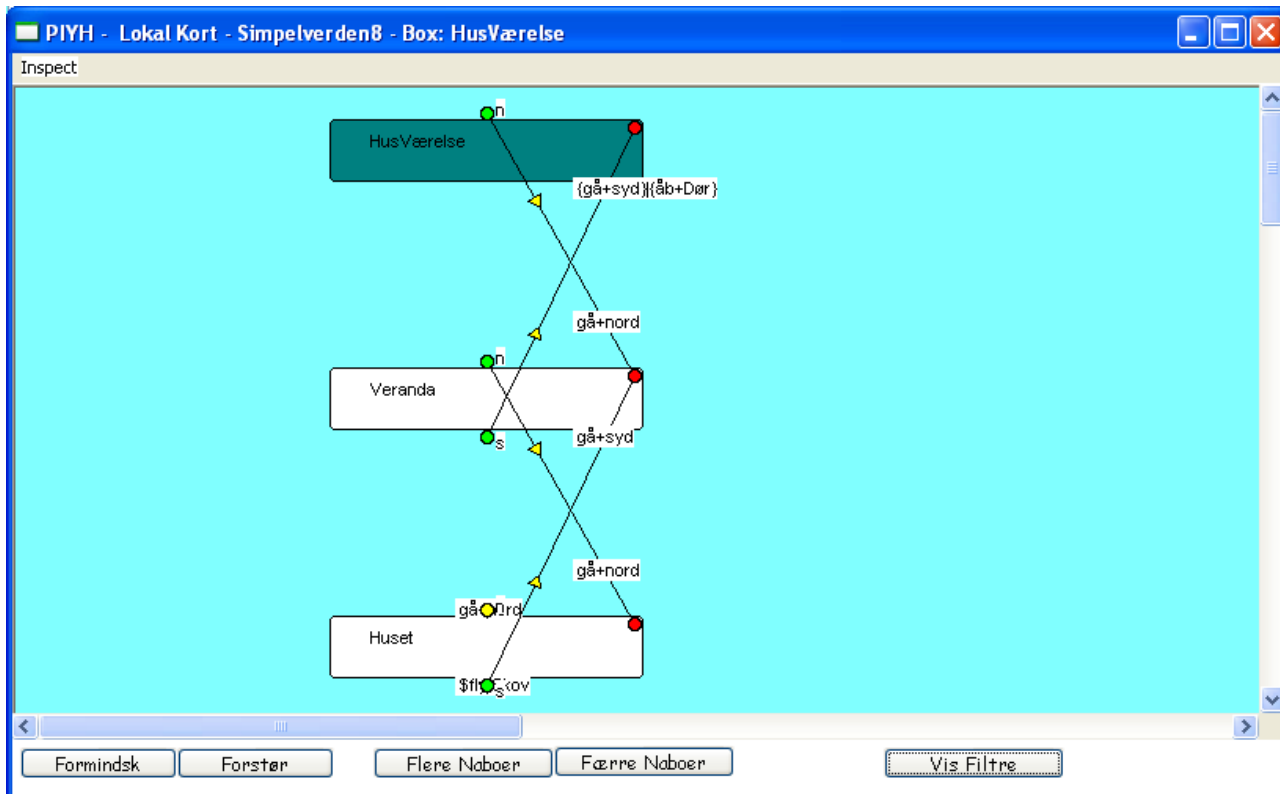 PIYH - Lokal Kort - Simpelverden8 - Box: HusVærelse
Inspect
n
HusVærelse
{gå+syd}|{åb+Dør}
gå+nord
n
Veranda
gå+syd
s
gå+nord
Huset
s
Formindsk
Forstør
Flere Naboer
Færre Naboer
Vis Filtre